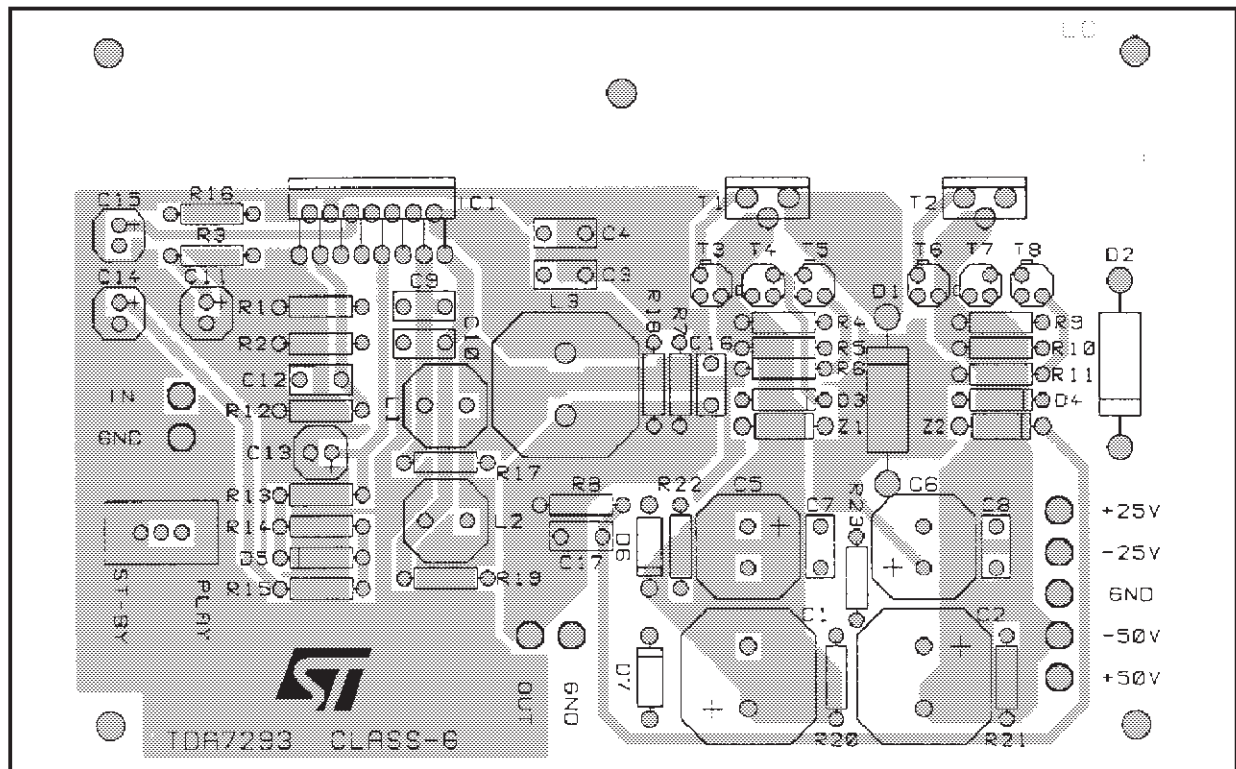 LC
C15
R16
IC1
C4
T1
T2
R3
C9
T3
T4
T5
T6
T7
T8
D2
C14
C11
L3
D1
R1
R18
R7
R4
R9
R2
C10
C16
R5
R10
C12
R6
R11
IN
R12
D3
D4
GND
Z1
Z2
C13
R17
R13
R8
R22
C5
C7
R23
C6
C8
+25V
R14
L2
D6
-25V
D5
C17
R15
R19
GND
ST-BY
PLAY
C1
C2
-50V
ST
D7
+50V
OUT
GND
TDA7293 CLASS-G
R20
R21